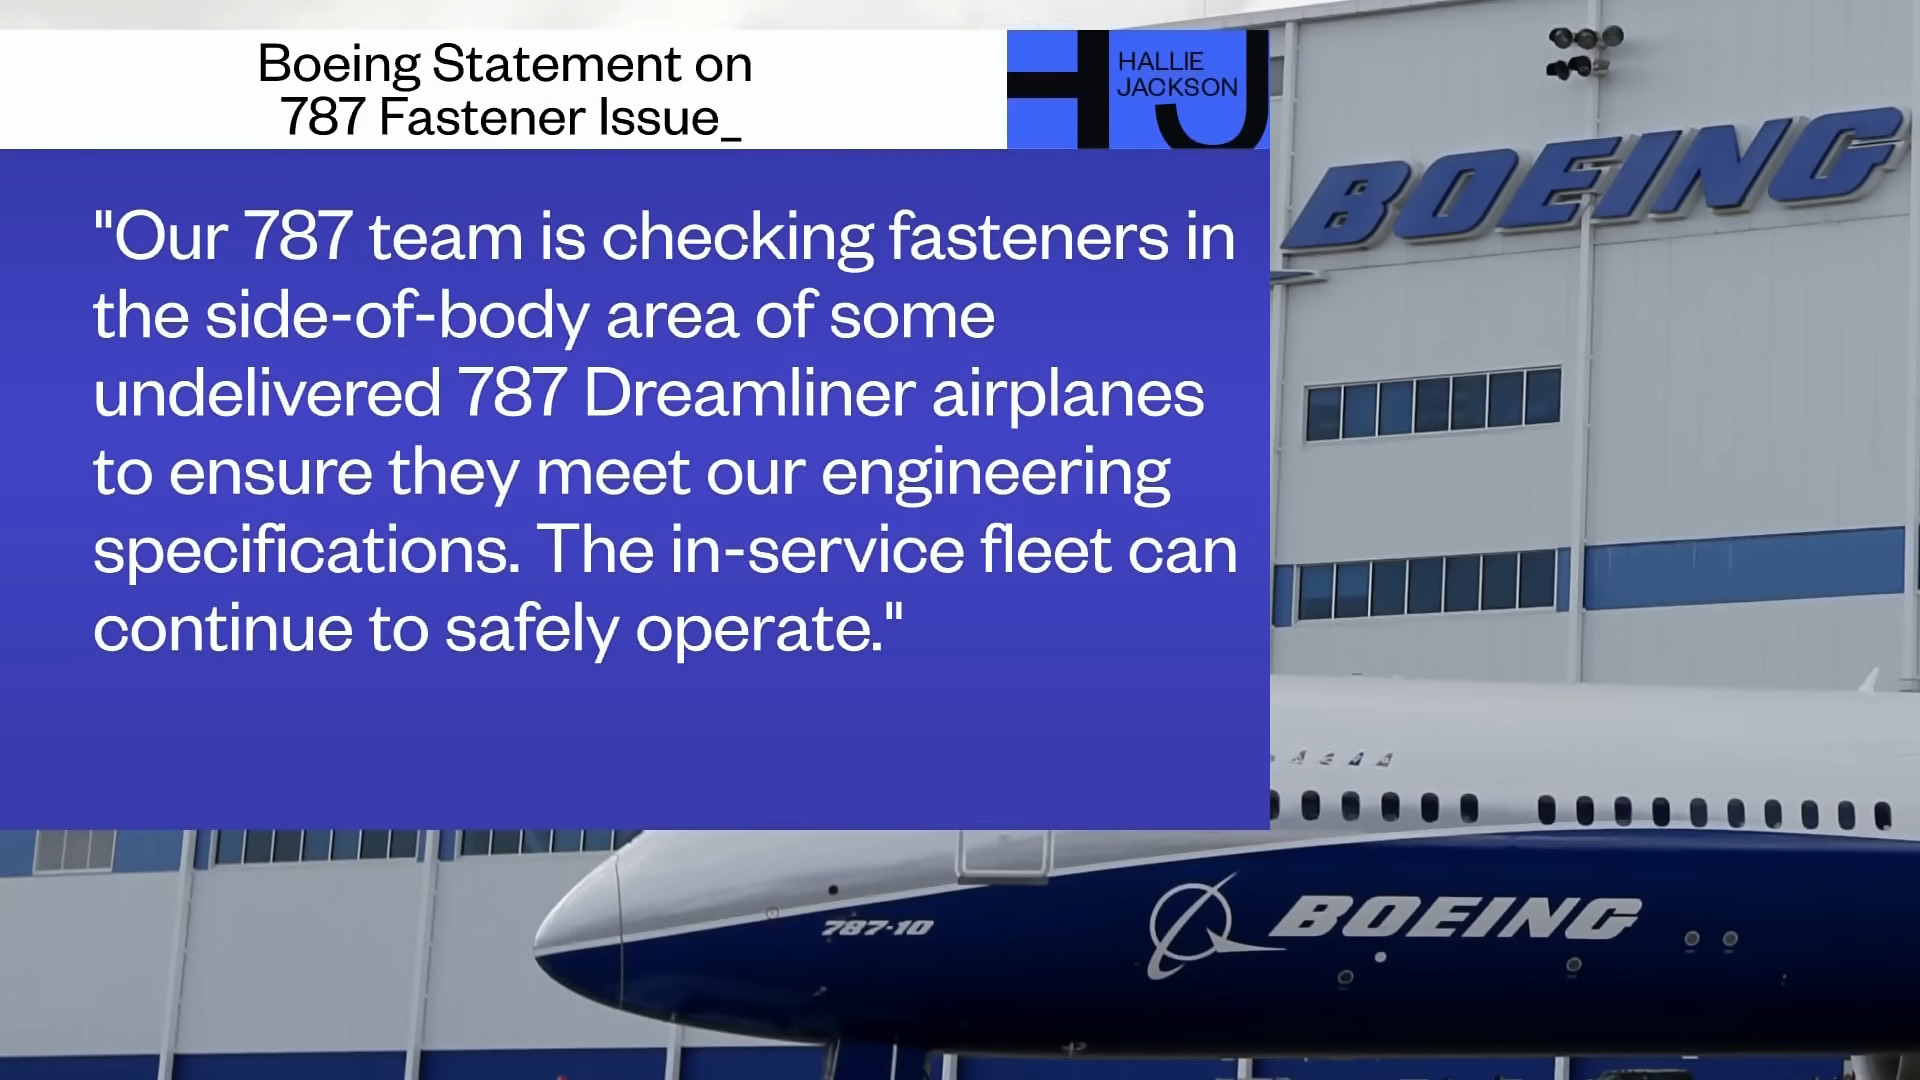 Boeing Statement on
787 Fastener Issue_
HALLIE
JACKSON
"Our 787 team is checking fasteners in
the side-of-body area of some
undelivered 787 Dreamliner airplanes
to ensure they meet our engineering
specifications. The in-service fleet can
continue to safely operate."
BOEING
787-10
BOEING